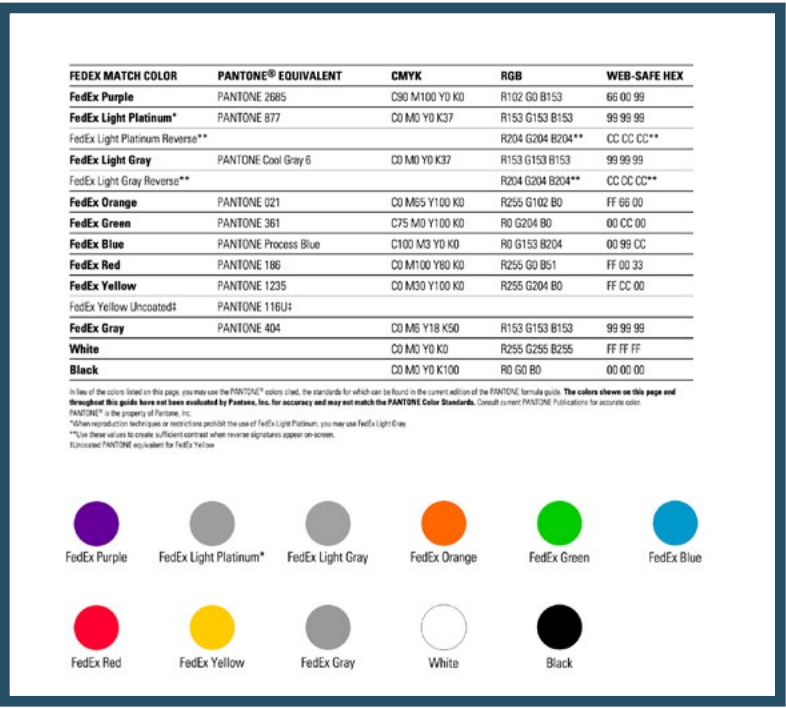 FEDEX MATCH COLOR PANTONE® EQUIVALENT CMYK RGB WEB-SAFE HEX
FedEx Purple PANTONE 2685 C90 M100 Y0 K0 R102 G0 B153 66 00 99
FedEx Light Platinum* PANTONE 877 C0 M0 Y0 K37 R153 G153 B153 99 99 99
FedEx Light Platinum Reverse** R204 G204 B204** CC CC CC**
FedEx Light Gray PANTONE Cool Gray 6 C0 M0 Y0 K37 R153 G153 B153 99 99 99
FedEx Light Gray Reverse** R204 G204 B204** CC CC CC**
FedEx Orange PANTONE 021 C0 M65 Y100 K0 R255 G102 B0 FF 66 00
FedEx Green PANTONE 361 C75 M0 Y100 K0 R0 G204 B0 00 CC 00
FedEx Blue PANTONE Process Blue C100 M3 Y0 K0 R0 G153 B204 00 99 CC
FedEx Red PANTONE 186 C0 M100 Y80 K0 R255 G0 B51 FF 00 33
FedEx Yellow PANTONE 1235 C0 M30 Y100 K0 R255 G204 B0 FF CC 00
FedEx Yellow Uncoated‡ PANTONE 116U‡
FedEx Gray PANTONE 404 C0 M6 Y18 K50 R153 G153 B153 99 99 99
White C0 M0 Y0 K0 R255 G255 B255 FF FF FF
Black C0 M0 Y0 K100 R0 G0 B0 00 00 00
In lieu of the colors listed on this page, you may use the PANTONE® colors cited, the standards for which can be found in the current edition of the PANTONE formula guide. The colors shown on this page and
throughout this guide have not been evaluated by Pantone, Inc. for accuracy and may not match the PANTONE Color Standards. Consult current PANTONE Publications for accurate color.
PANTONE® is the property of Pantone, Inc.
*When reproduction techniques or restrictions prohibit the use of FedEx Light Platinum, you may use FedEx Light Gray.
**Use these values to create sufficient contrast when reverse signatures appear on-screen.
‡Uncoated PANTONE equivalent for FedEx Yellow
FedEx Purple FedEx Light Platinum* FedEx Light Gray FedEx Orange FedEx Green FedEx Blue
FedEx Red FedEx Yellow FedEx Gray White Black